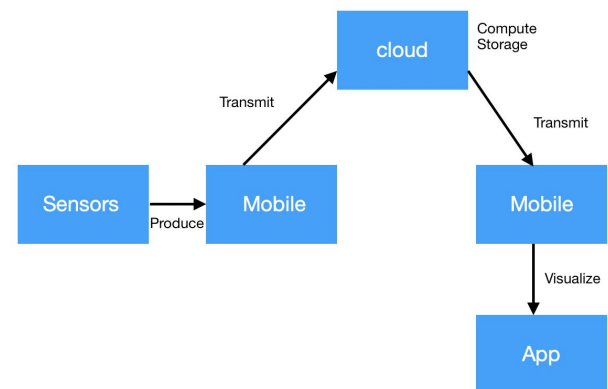 cloud
Compute
Storage
Transmit
Transmit
Sensors
Produce
Mobile
Mobile
Visualize
App